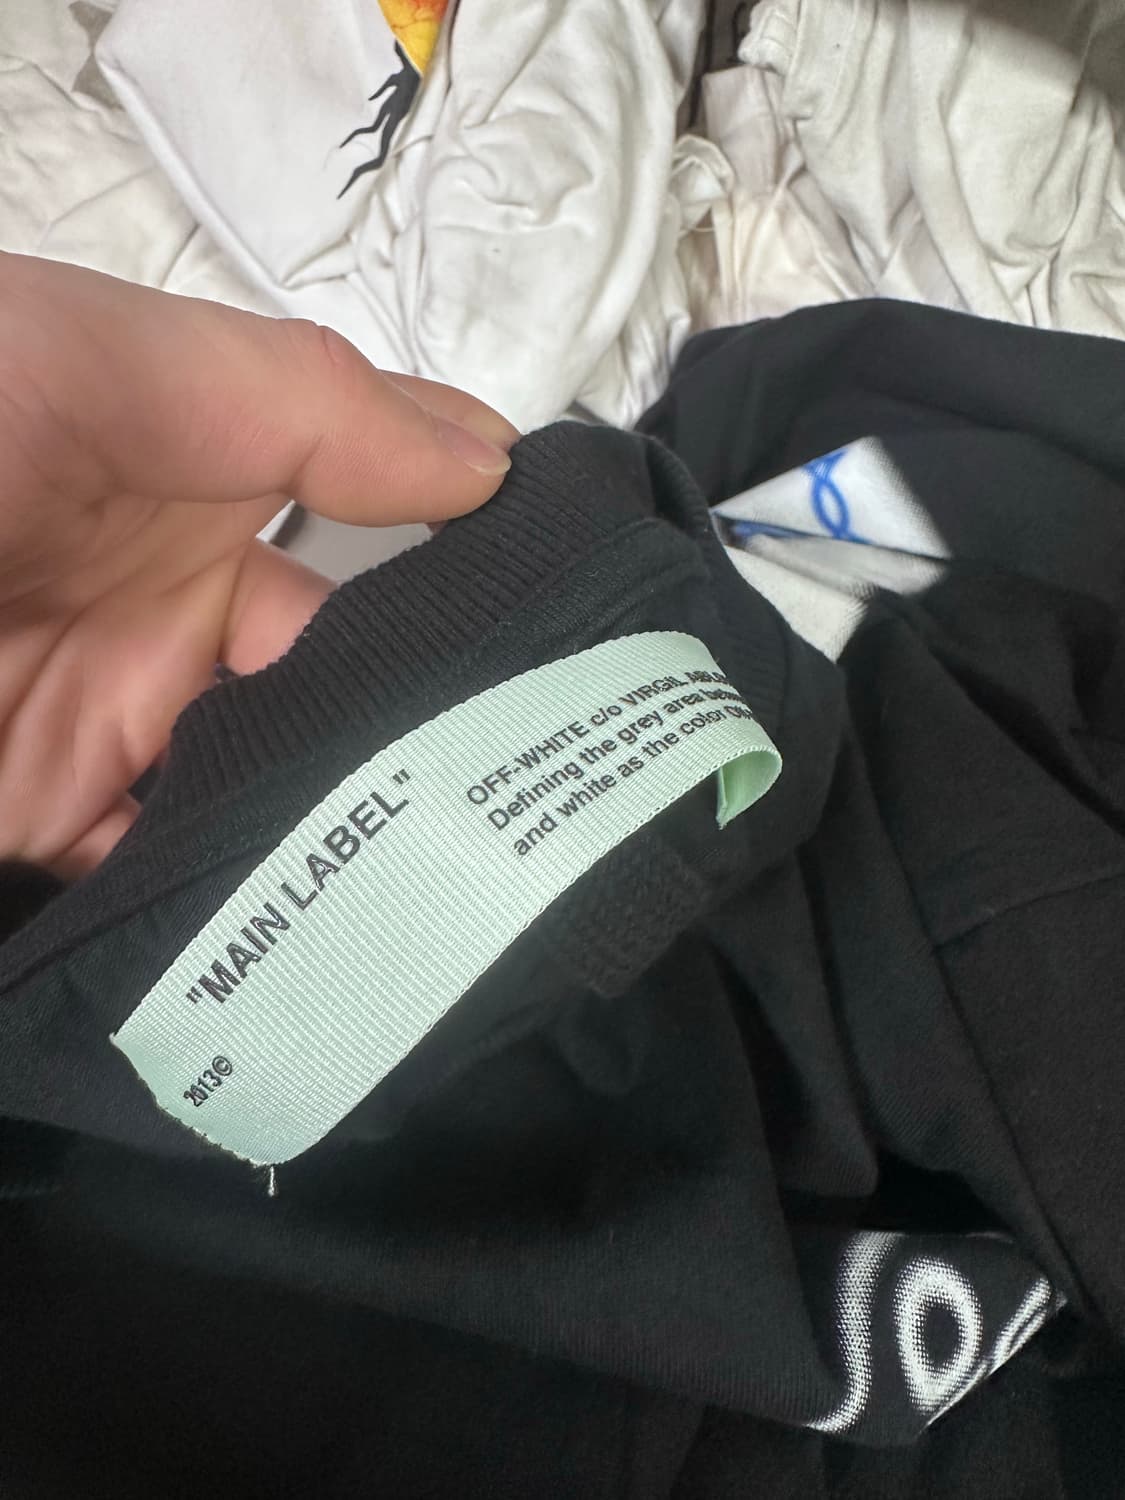 "MAIN LABEL"
2013©
OFF-WHITE c/o VIRGIL
Defining the grey area
and white as the color